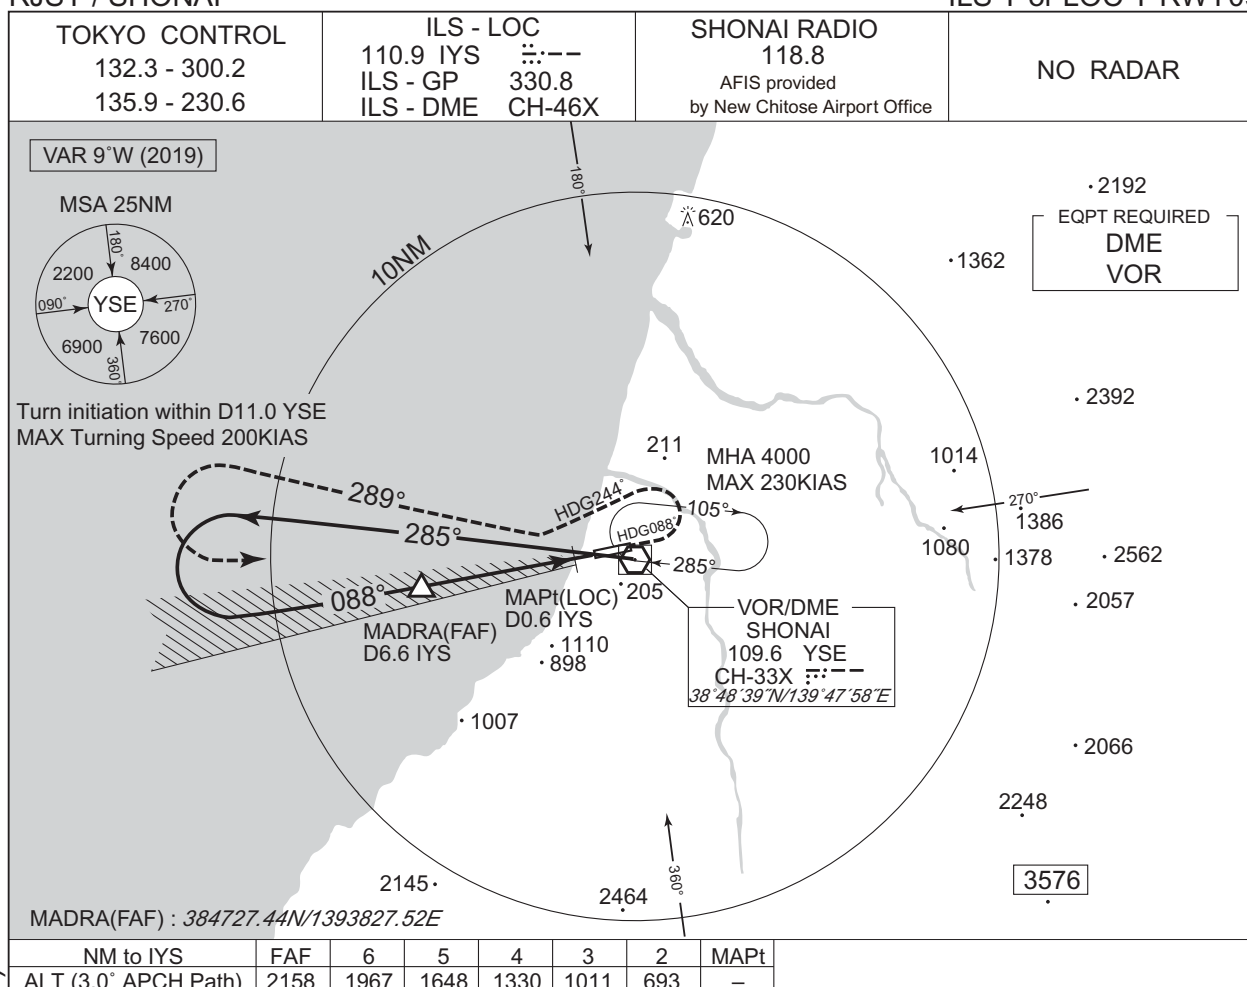 RJSY / SHONAI
ILS Y or LOC Y RWY09
TOKYO CONTROL
132.3 - 300.2
135.9 - 230.6
ILS - LOC
110.9 IYS
ILS - GP 330.8
ILS - DME CH-46X
SHONAI RADIO
118.8
AFIS provided
by New Chitose Airport Office
NO RADAR
VAR 9˚W (2019)
MSA 25NM
180˚
2200
8400
090˚
YSE
270˚
6900
7600
360˚
180˚
10NM
620
2192
EQPT REQUIRED
DME
VOR
1362
2392
Turn initiation within D11.0 YSE
MAX Turning Speed 200KIAS
211
MHA 4000
MAX 230KIAS
1014
289˚
HDG244˚
105˚
270˚
1386
285˚
HDG088˚
1080
1378
2562
285˚
088˚
MAPt(LOC)
D0.6 IYS
205
2057
MADRA(FAF)
D6.6 IYS
1110
898
VOR/DME
SHONAI
109.6 YSE
CH-33X
38˚48´39˝N/139˚47´58˝E
1007
2066
2248
360˚
2145
2464
3576
MADRA(FAF) : 384727.44N/1393827.52E
NM to IYS FAF 6 5 4 3 2 MAPt
ALT (3.0˚ APCH Path) 2158 1967 1648 1330 1011 693 –